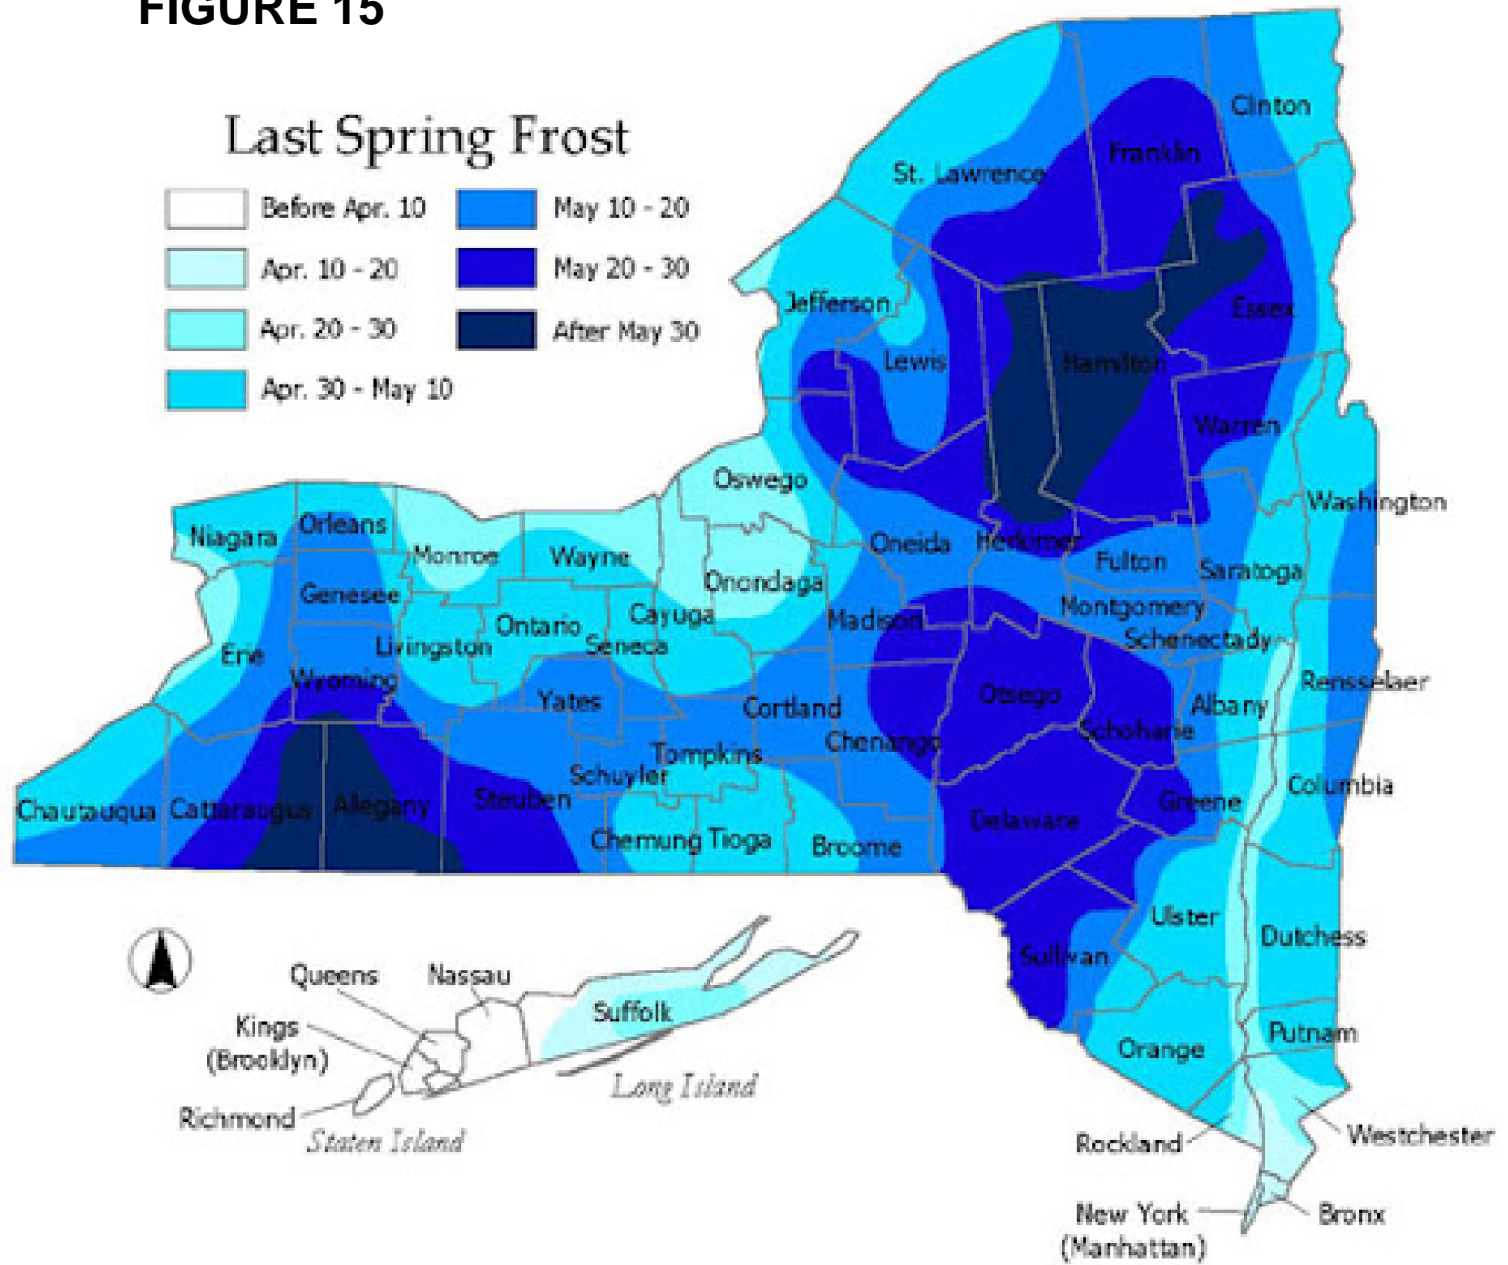 FIGURE 15
Last Spring Frost
Before Apr. 10
Apr. 10 - 20
Apr. 20 - 30
Apr. 30 - May 10
May 10 - 20
May 20 - 30
After May 30
Clinton
Franklin
St. Lawrence
Jefferson
Essex
Lewis
Hamilton
Warren
Oswego
Washington
Niagara
Orleans
Monroe
Wayne
Oneida
Herkimer
Fulton
Saratoga
Genesee
Onondaga
Cayuga
Madison
Montgomery
Ontario
Seneca
Livingston
Schenectady
Erie
Wyoming
Yates
Cortland
Otsego
Albany
Rensselaer
Chenango
Schoharie
Tompkins
Schuyler
Columbia
Chautauqua
Cattaraugus
Allegany
Steuben
Greene
Delaware
Chemung
Tioga
Broome
Ulster
Dutchess
Sullivan
Queens
Nassau
Suffolk
Kings
(Brooklyn)
Putnam
Orange
Long Island
Richmond
Staten Island
Rockland
Westchester
New York
(Manhattan)
Bronx